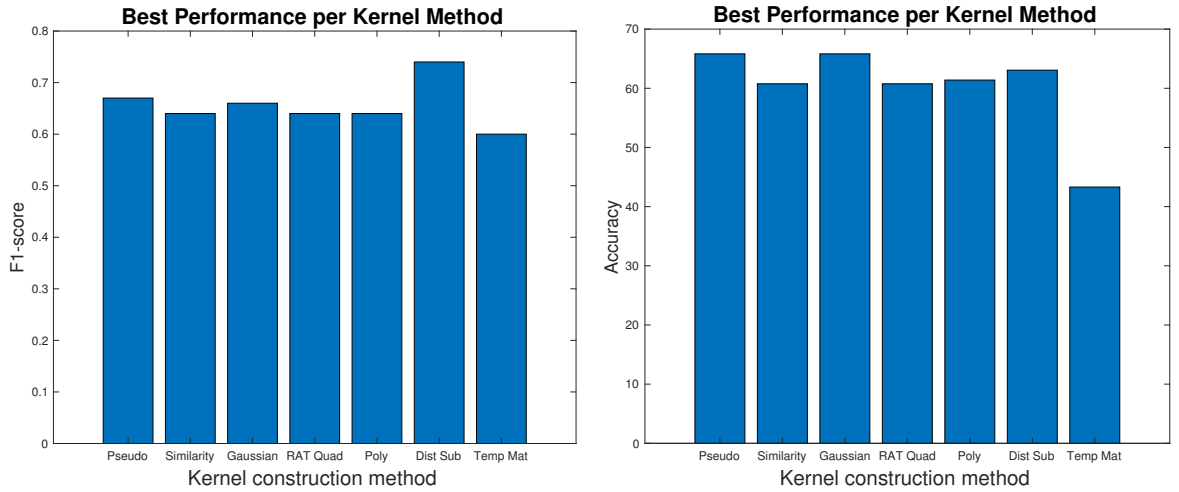 Best Performance per Kernel Method
0.8
0.7
0.6
0.5
0.4
0.3
0.2
0.1
0
F1-score
Pseudo Similarity Gaussian RAT Quad Poly Dist Sub Temp Mat
Kernel construction method
Best Performance per Kernel Method
70
60
50
40
30
20
10
0
Accuracy
Pseudo Similarity Gaussian RAT Quad Poly Dist Sub Temp Mat
Kernel construction method